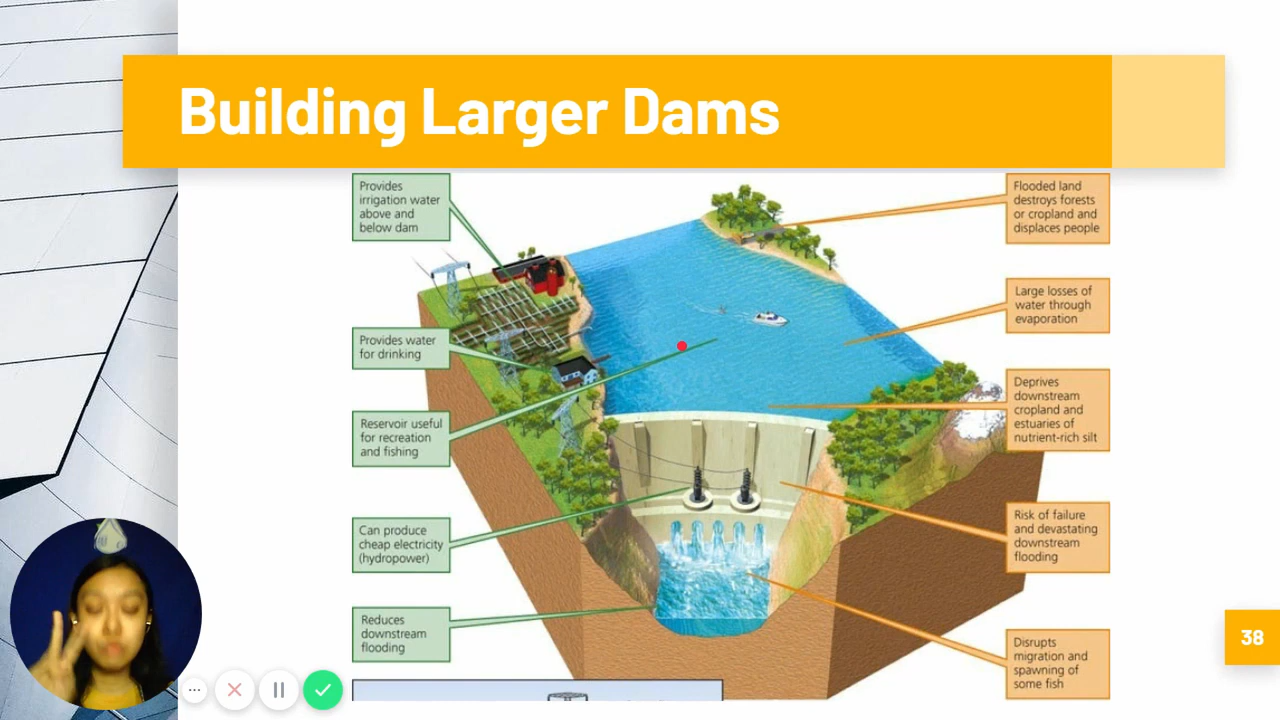 Building Larger Dams
Provides
irrigation water
above and
below dam
Provides water
for drinking
Reservoir useful
for recreation
and fishing
Can produce
cheap electricity
(hydropower)
Reduces
downstream
flooding
Flooded land
destroys forests
or cropland and
displaces people
Large losses of
water through
evaporation
Deprives
downstream
cropland and
estuaries of
nutrient-rich silt
Risk of failure
and devastating
downstream
flooding
Disrupts
migration and
spawning of
some fish
38